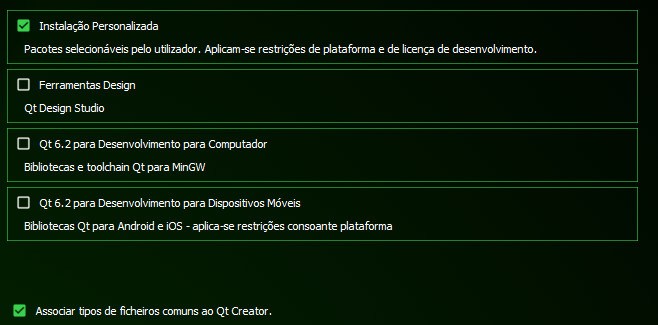 Instalação Personalizada
Pacotes selecionáveis pelo utilizador. Aplicam-se restrições de plataforma e de licença de desenvolvimento.
Ferramentas Design
Qt Design Studio
Qt 6.2 para Desenvolvimento para Computador
Bibliotecas e toolchain Qt para MinGW
Qt 6.2 para Desenvolvimento para Dispositivos Móveis
Bibliotecas Qt para Android e iOS - aplica-se restrições consoante plataforma
Associar tipos de ficheiros comuns ao Qt Creator.